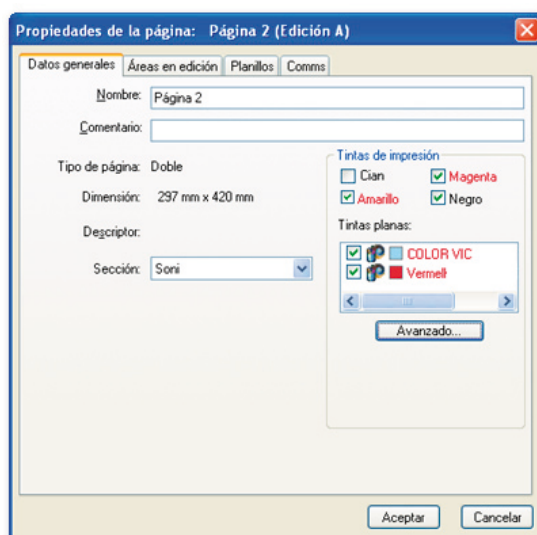 Propiedades de la página: Página 2 (Edición A)
Datos generales Áreas en edición Planillos Comms
Nombre: Página 2
Comentario:
Tipo de página: Doble
Dimensión: 297 mm x 420 mm
Descriptor:
Sección: Soni
Tintas de impresión
Cian Magenta
Amarillo Negro
Tintas planas:
COLOR VIC
Vermell
Avanzado...
Aceptar Cancelar